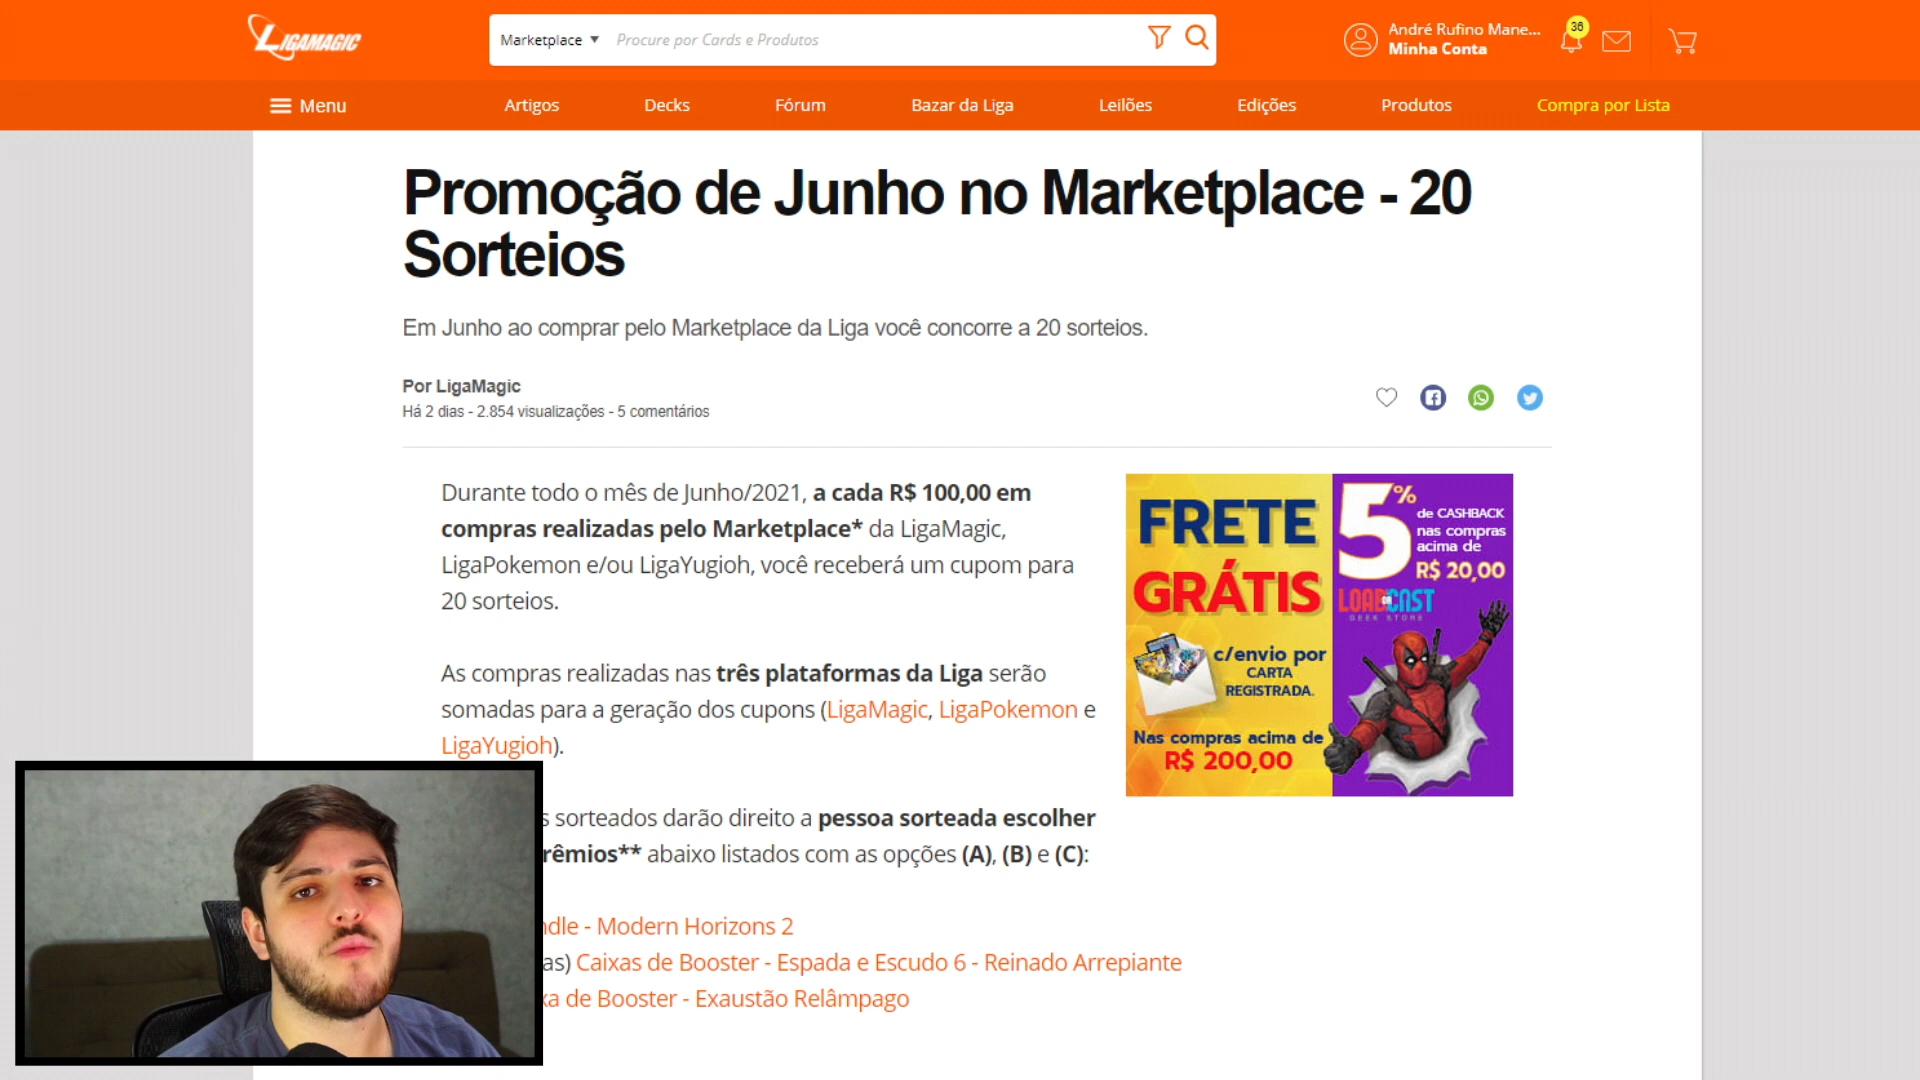 LIGAMAGIC
Marketplace ▼ Procure por Cards e Produtos
André Rufino Mane...
Minha Conta
36
Menu Artigos Decks Fórum Bazar da Liga Leilões Edições Produtos Compra por Lista
Promoção de Junho no Marketplace - 20
Sorteios
Em Junho ao comprar pelo Marketplace da Liga você concorre a 20 sorteios.
Por LigaMagic
Há 2 dias - 2.854 visualizações - 5 comentários
Durante todo o mês de Junho/2021, a cada R$ 100,00 em
compras realizadas pelo Marketplace* da LigaMagic,
LigaPokemon e/ou LigaYugioh, você receberá um cupom para
20 sorteios.
As compras realizadas nas três plataformas da Liga serão
somadas para a geração dos cupons (LigaMagic, LigaPokemon e
LigaYugioh).
s sorteados darão direito a pessoa sorteada escolher
rêmios** abaixo listados com as opções (A), (B) e (C):
ndle - Modern Horizons 2
as) Caixas de Booster - Espada e Escudo 6 - Reinado Arrepiante
xa de Booster - Exaustão Relâmpago
FRETE
GRÁTIS
c/envio por
CARTA
REGISTRADA.
Nas compras acima de
R$ 200,00
5%
de CASHBACK
nas compras
acima de
R$ 20,00
LOADCAST
GEEK STORE